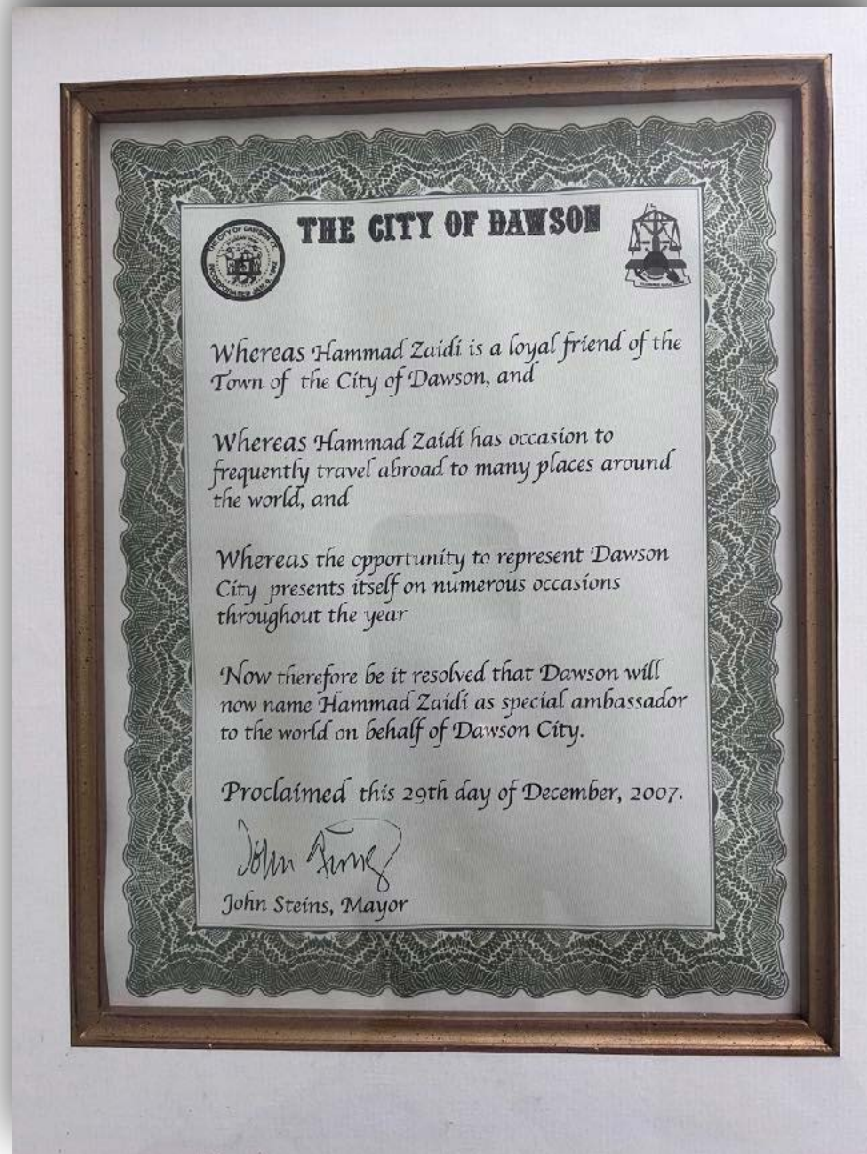 THE CITY OF DAWSON
Whereas Hammad Zaidi is a loyal friend of the
Town of the City of Dawson, and
Whereas Hammad Zaidi has occasion to
frequently travel abroad to many places around
the world, and
Whereas the opportunity to represent Dawson
City presents itself on numerous occasions
throughout the year
Now therefore be it resolved that Dawson will
now name Hammad Zaidi as special ambassador
to the world on behalf of Dawson City.
Proclaimed this 29th day of December, 2007.
John
John Steins, Mayor